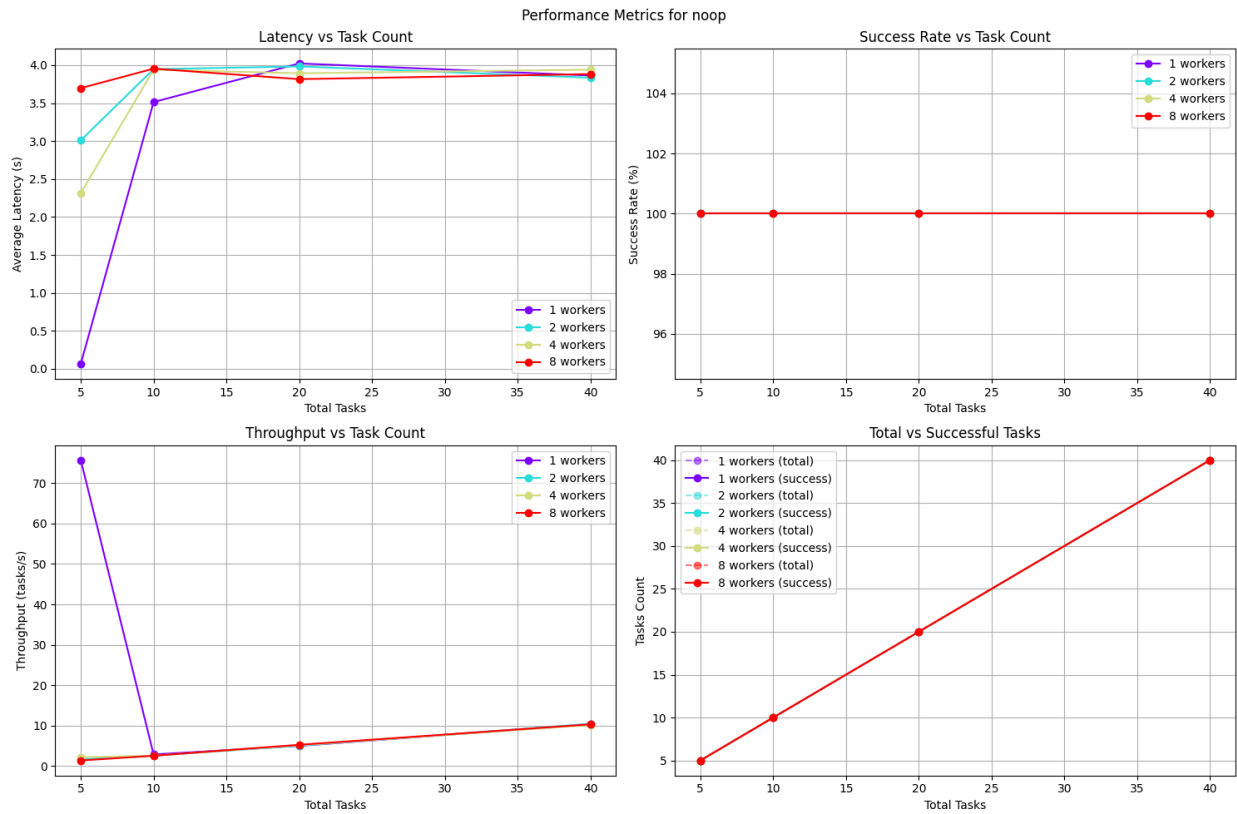 Performance Metrics for noop
Latency vs Task Count
Average Latency (s)
4.0
3.5
3.0
2.5
2.0
1.5
1.0
0.5
0.0
1 workers
2 workers
4 workers
8 workers
5 10 15 20 25 30 35 40
Total Tasks
Success Rate vs Task Count
Success Rate (%)
104
102
100
98
96
1 workers
2 workers
4 workers
8 workers
5 10 15 20 25 30 35 40
Total Tasks
Throughput vs Task Count
Throughput (tasks/s)
70
60
50
40
30
20
10
0
1 workers
2 workers
4 workers
8 workers
5 10 15 20 25 30 35 40
Total Tasks
Total vs Successful Tasks
Tasks Count
40
35
30
25
20
15
10
5
1 workers (total)
1 workers (success)
2 workers (total)
2 workers (success)
4 workers (total)
4 workers (success)
8 workers (total)
8 workers (success)
5 10 15 20 25 30 35 40
Total Tasks